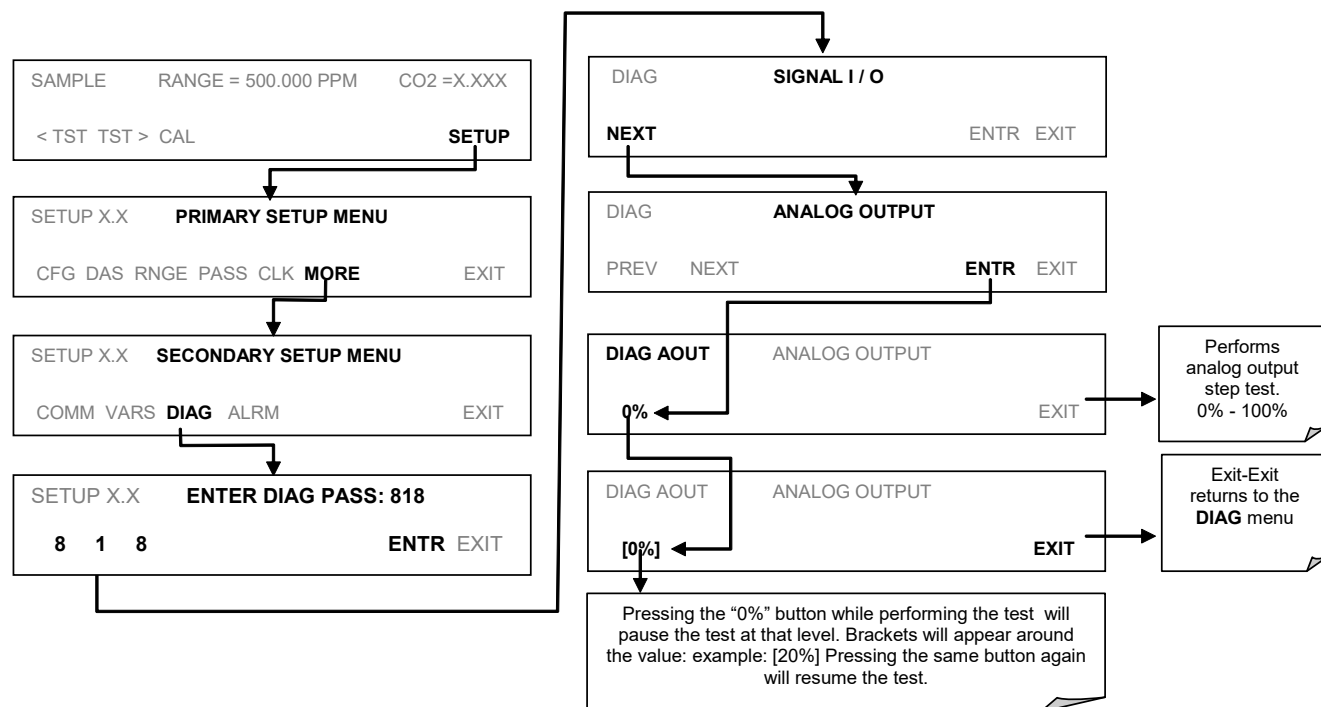 SAMPLE RANGE = 500.000 PPM CO2 =X.XXX
< TST TST > CAL SETUP
SETUP X.X PRIMARY SETUP MENU
CFG DAS RNGE PASS CLK MORE EXIT
SETUP X.X SECONDARY SETUP MENU
COMM VARS DIAG ALRM EXIT
SETUP X.X ENTER DIAG PASS: 818
8 1 8 ENTR EXIT
DIAG SIGNAL I / O
NEXT ENTR EXIT
DIAG ANALOG OUTPUT
PREV NEXT ENTR EXIT
DIAG AOUT ANALOG OUTPUT
0% EXIT
Performs
analog output
step test.
0% - 100%
DIAG AOUT ANALOG OUTPUT
[0%] EXIT
Exit-Exit
returns to the
DIAG menu
Pressing the “0%” button while performing the test will
pause the test at that level. Brackets will appear around
the value: example: [20%] Pressing the same button again
will resume the test.